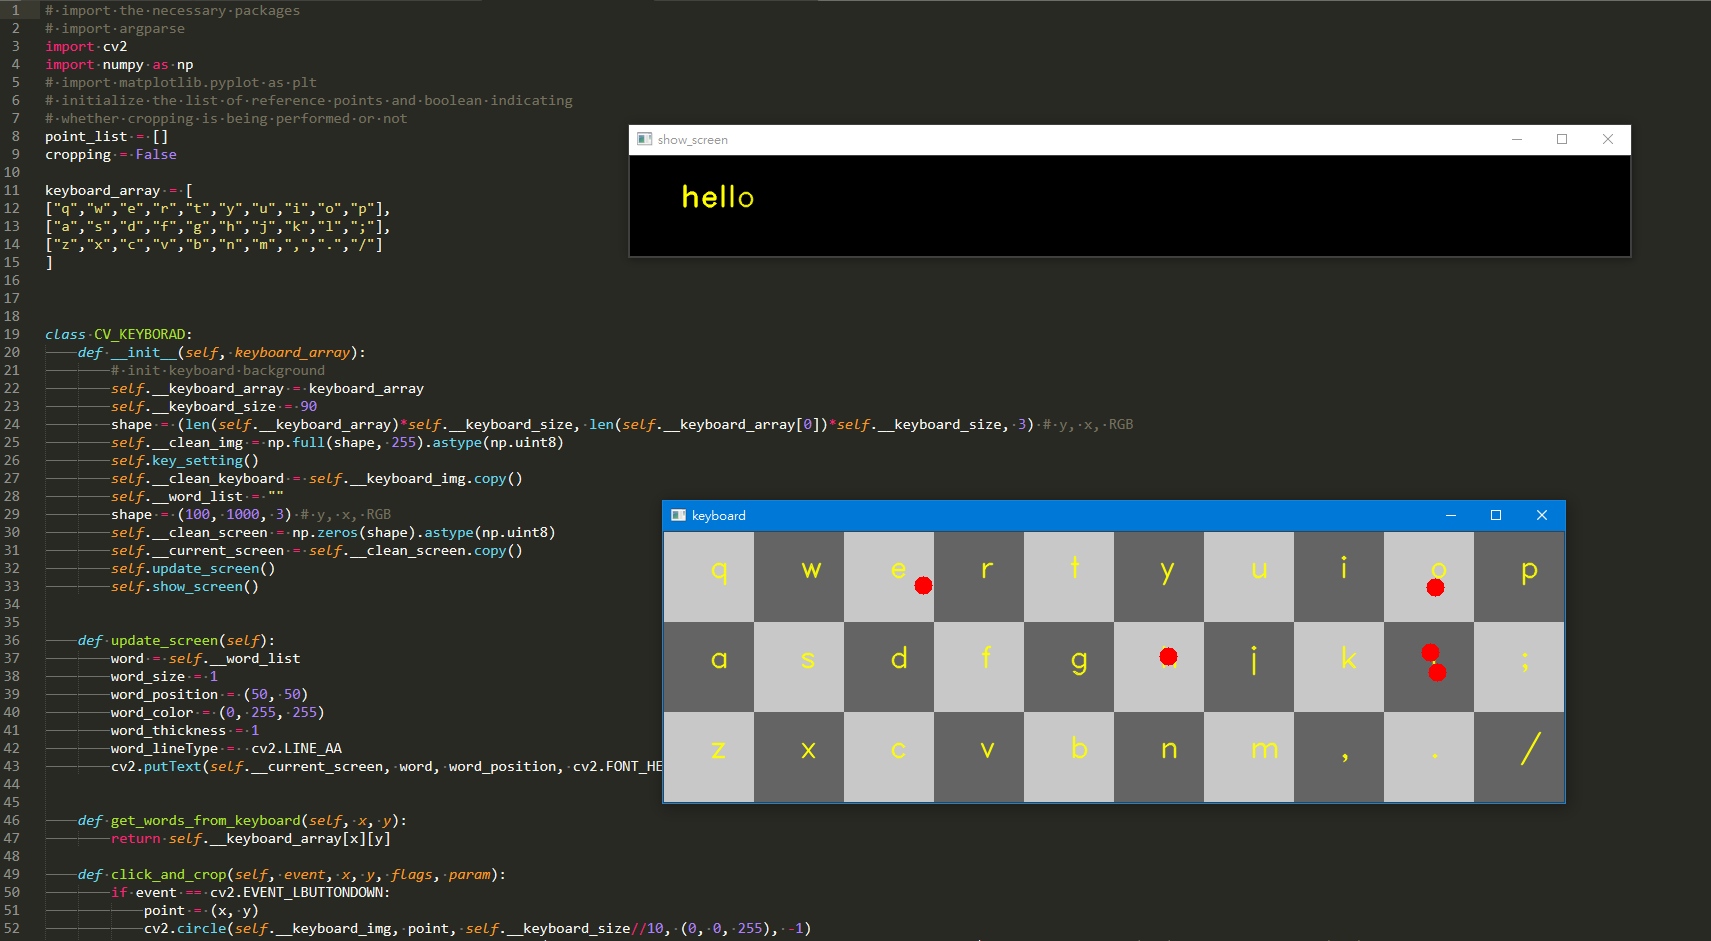 1 # import the necessary packages
2 # import argparse
3 import cv2
4 import numpy as np
5 # import matplotlib.pyplot as plt
6 # initialize the list of reference points and boolean indicating
7 # whether cropping is being performed or not
8 point_list = []
9 cropping = False
10
11 keyboard_array = [
12 ["q","w","e","r","t","y","u","i","o","p"],
13 ["a","s","d","f","g","h","j","k","l",";"],
14 ["z","x","c","v","b","n","m",",",".","/"]
15 ]
16
17
18
19 class CV_KEYBORAD:
20 def __init__(self, keyboard_array):
21 # init keyboard background
22 self.__keyboard_array = keyboard_array
23 self.__keyboard_size = 90
24 shape = (len(self.__keyboard_array)*self.__keyboard_size, len(self.__keyboard_array[0])*self.__keyboard_size, 3) # y, x, RGB
25 self.__clean_img = np.full(shape, 255).astype(np.uint8)
26 self.key_setting()
27 self.__clean_keyboard = self.__keyboard_img.copy()
28 self.__word_list = ""
29 shape = (100, 1000, 3) # y, x, RGB
30 self.__clean_screen = np.zeros(shape).astype(np.uint8)
31 self.__current_screen = self.__clean_screen.copy()
32 self.update_screen()
33 self.show_screen()
34
35
36 def update_screen(self):
37 word = self.__word_list
38 word_size = 1
39 word_position = (50, 50)
40 word_color = (0, 255, 255)
41 word_thickness = 1
42 word_lineType =  cv2.LINE_AA
43 cv2.putText(self.__current_screen, word, word_position, cv2.FONT_HE
44
45
46 def get_words_from_keyboard(self, x, y):
47 return self.__keyboard_array[x][y]
48
49 def click_and_crop(self, event, x, y, flags, param):
50 if event == cv2.EVENT_LBUTTONDOWN:
51 point = (x, y)
52 cv2.circle(self.__keyboard_img, point, self.__keyboard_size//10, (0, 0, 255), -1)
show_screen
hello
keyboard
q w e r t y u i o p
a s d f g j k ;
z x c v b n m , . /